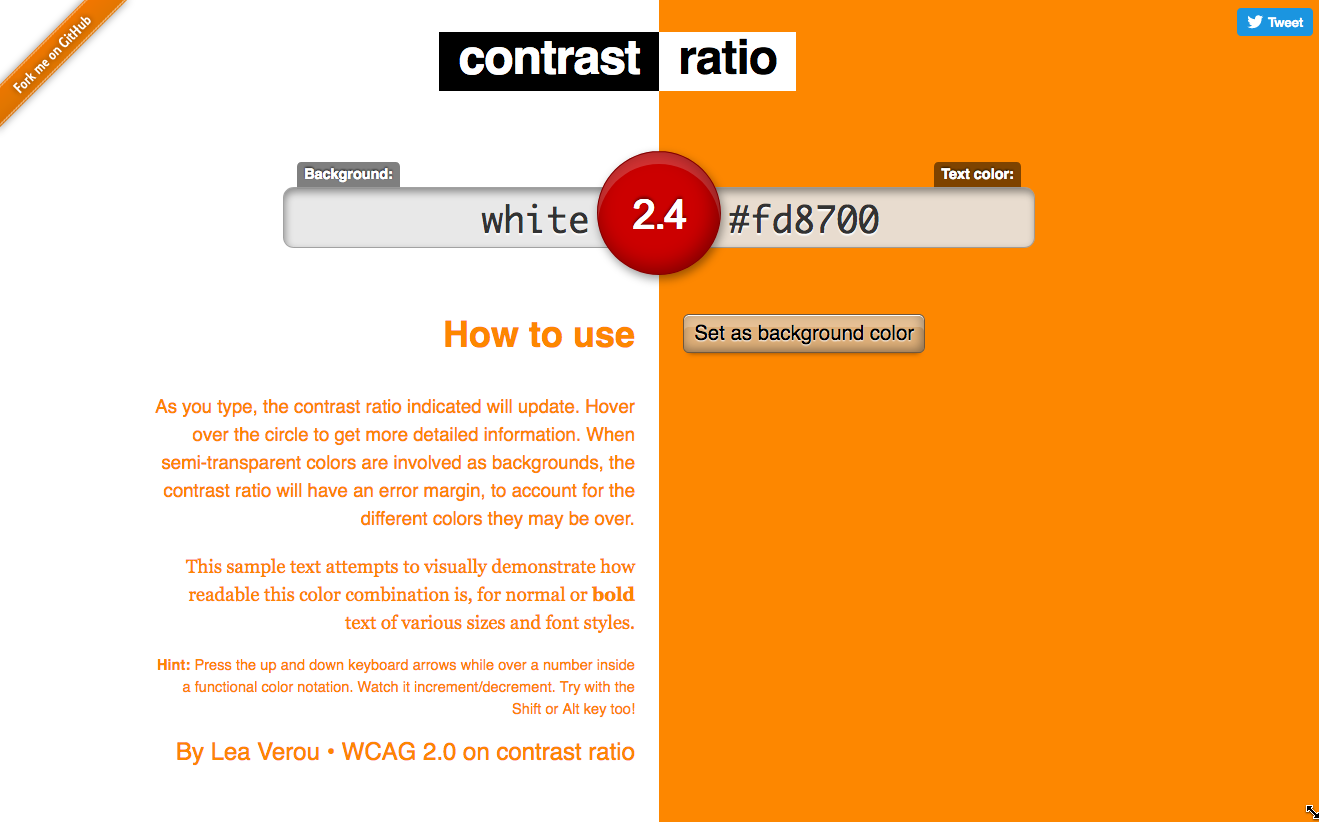 Fork me on GitHub
Tweet
contrast ratio
Background:
Text color:
white
2.4
#fd8700
How to use
Set as background color
As you type, the contrast ratio indicated will update. Hover
over the circle to get more detailed information. When
semi-transparent colors are involved as backgrounds, the
contrast ratio will have an error margin, to account for the
different colors they may be over.
This sample text attempts to visually demonstrate how
readable this color combination is, for normal or bold
text of various sizes and font styles.
Hint: Press the up and down keyboard arrows while over a number inside
a functional color notation. Watch it increment/decrement. Try with the
Shift or Alt key too!
By Lea Verou • WCAG 2.0 on contrast ratio